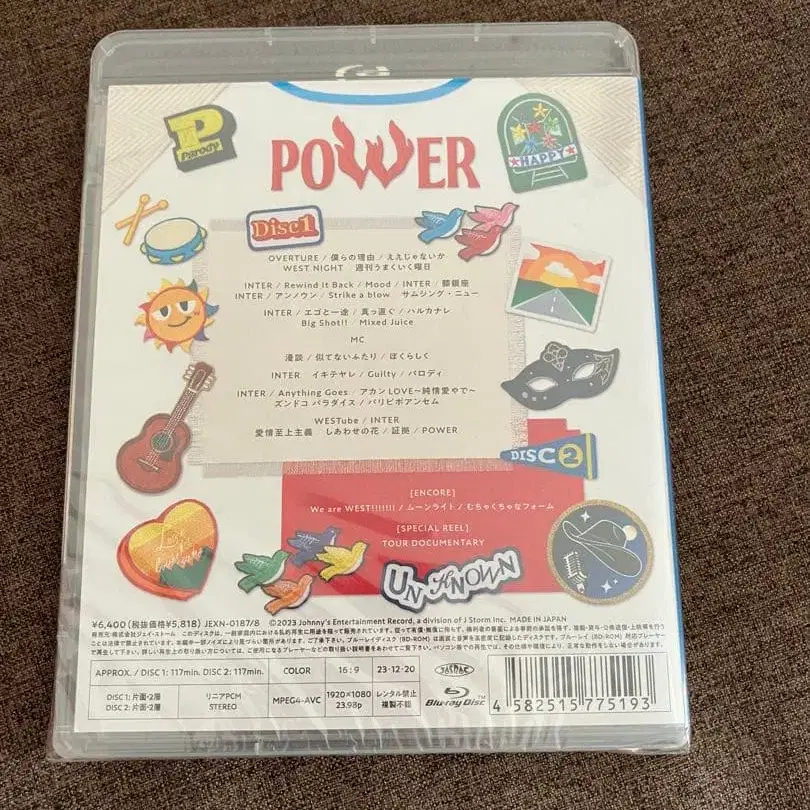 P
Parody
POWER
HAPPY
Disc1
OVERTURE / 僕らの理由 / ええじゃないか
WEST NIGHT 週刊うまくいく曜日
INTER / Rewind It Back / Mood / INTER / 膝銀座
INTER / アンノウン / Strike a blow サムシング・ニュー
INTER / エゴと一途 / 真っ直ぐ / ハルカナレ
Big Shot!! / Mixed Juice
MC
漫談 / 似てないふたり / ぼくらしく
INTER イキテヤレ / Guilty / パロディ
INTER / Anything Goes / アカンLOVE～純情愛やで～
ズンドコ パラダイス / パリピポアンセム
WESTube / INTER
愛情至上主義 しあわせの花 / 証拠 / POWER
DISC 2
[ENCORE]
We are WEST!!!!!!! / ムーンライト / むちゃくちゃなフォーム
[SPECIAL REEL]
TOUR DOCUMENTARY
UNKNOWN
¥6,400 (税抜価格¥5,818) JEXN-0187/8 ©2023 Johnny's Entertainment Record, a division of J Storm Inc. MADE IN JAPAN
APPROX. / DISC 1: 117min. DISC 2: 117min. COLOR 16:9 23-12-20 JASRAC
DISC 1: 片面・2層 リニアPCM MPEG4-AVC 1920×1080 レンタル禁止 Blu-ray Disc™
DISC 2: 片面・2層 STEREO 23.98p 複製不能
4 582515 775193